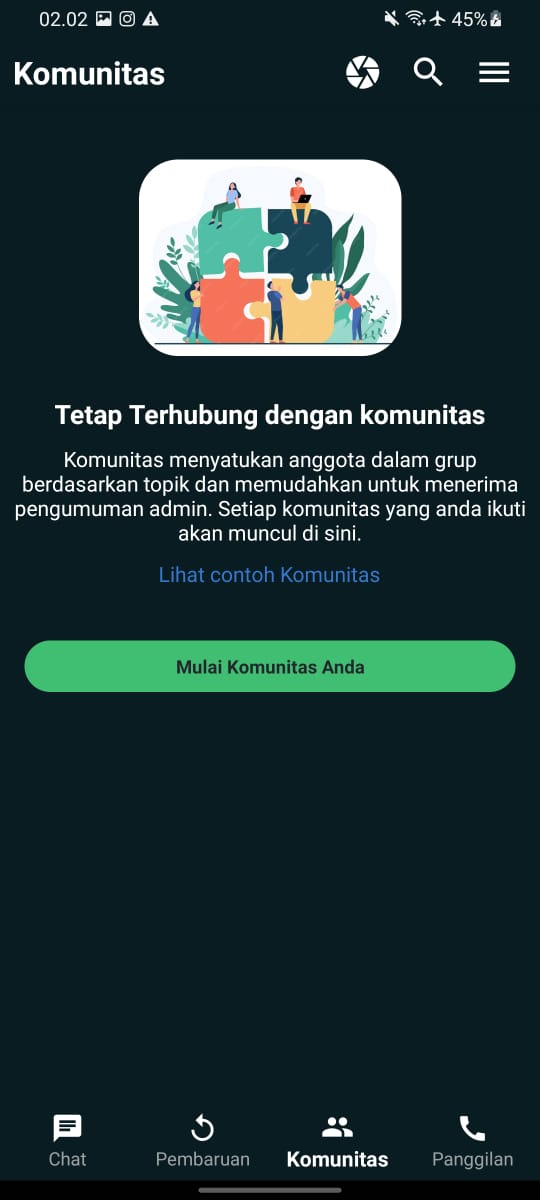 02.02
45%
Komunitas
Tetap Terhubung dengan komunitas
Komunitas menyatukan anggota dalam grup
berdasarkan topik dan memudahkan untuk menerima
pengumuman admin. Setiap komunitas yang anda ikuti
akan muncul di sini.
Lihat contoh Komunitas
Mulai Komunitas Anda
Chat
Pembaruan
Komunitas
Panggilan